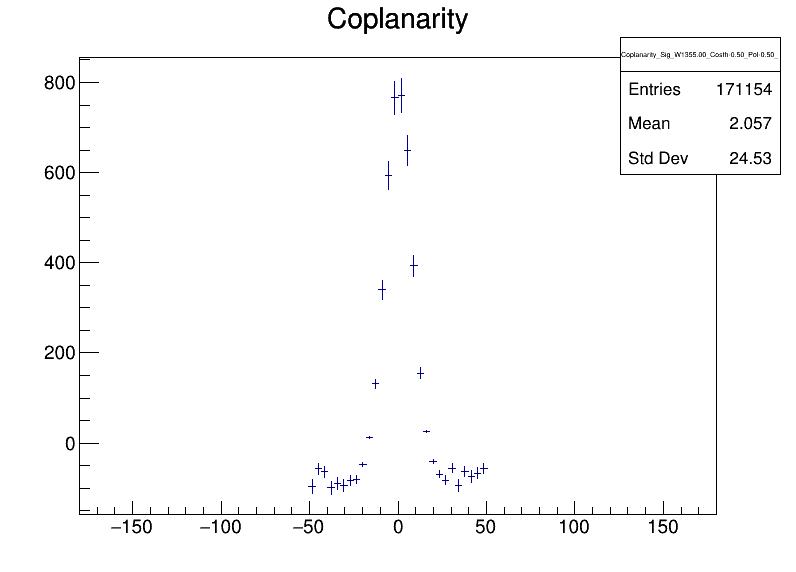 Coplanarity
Coplanarity_Sig_W1355.00_Costh-0.50_Pol-0.50_
Entries 171154
Mean 2.057
Std Dev 24.53
800
600
400
200
0
−150 −100 −50 0 50 100 150